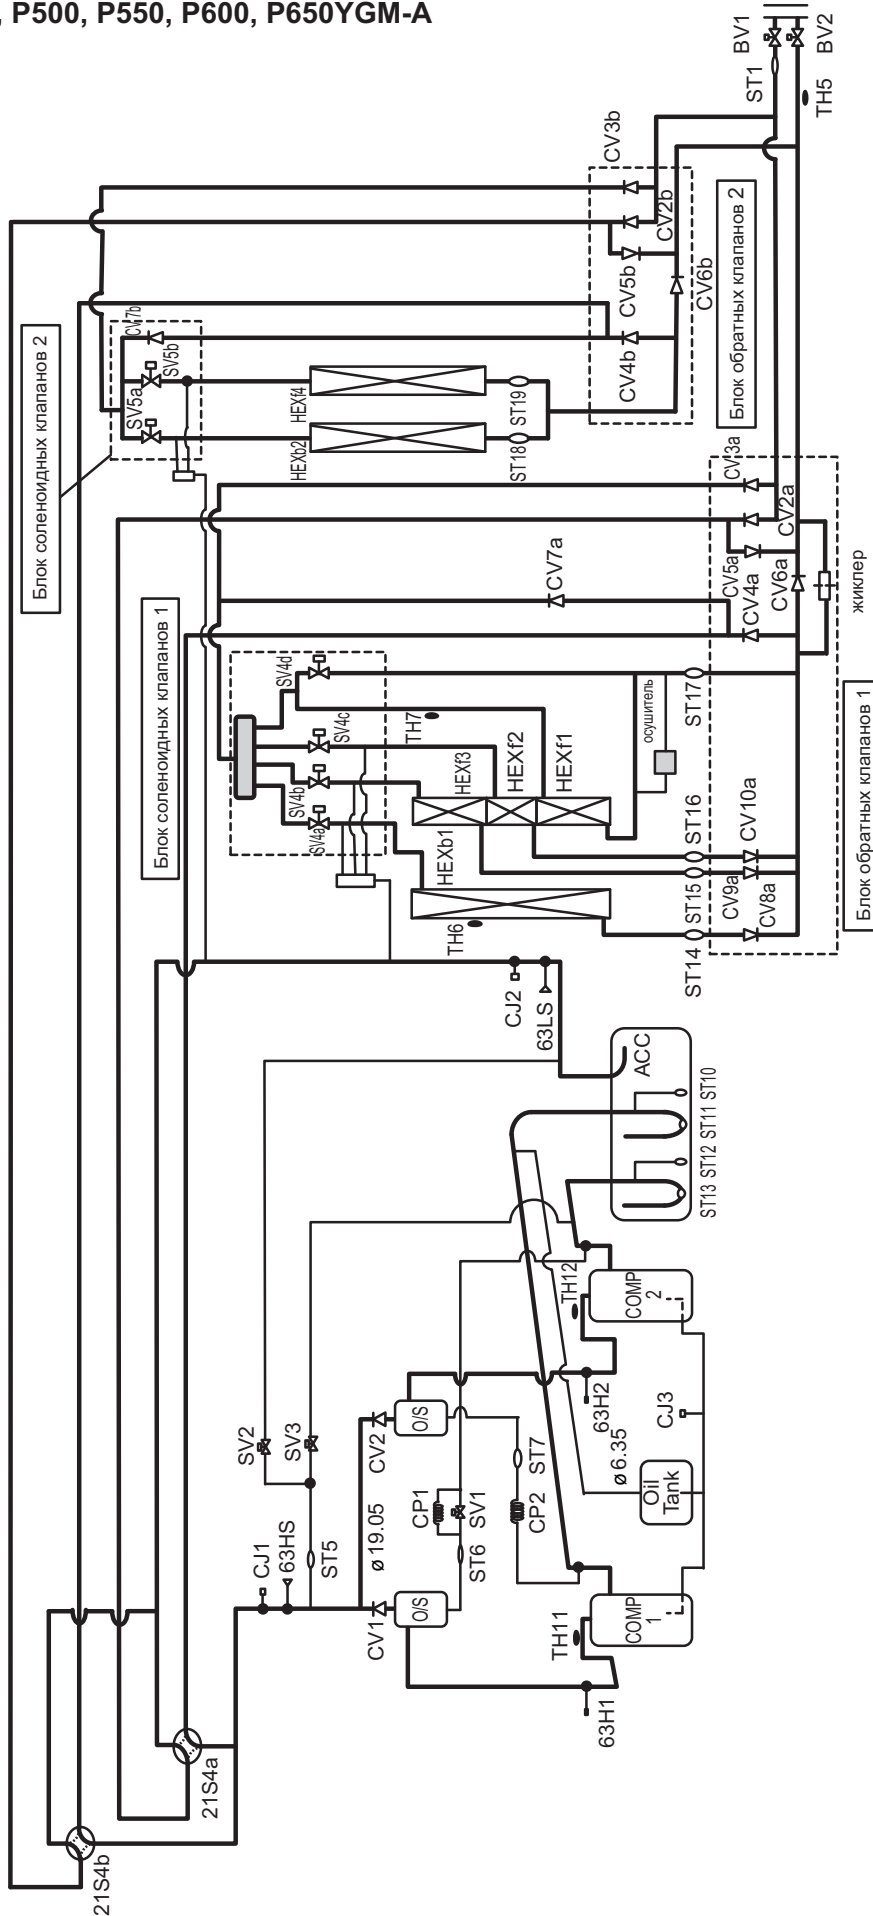 , P500, P550, P600, P650YGM-A
BV1
BV2
ST1
TH5
CV3b
CV2b
CV5b
CV6b
CV4b
Блок обратных клапанов 2
Блок соленоидных клапанов 2
CV7b
SV5b
SV5a
HEXf4
HEXb2
ST19
ST18
CV3a
CV2a
CV5a
CV4a
CV6a
CV7a
жиклер
Блок соленоидных клапанов 1
SV4d
SV4c
SV4b
SV4a
TH7
осушитель
ST17
HEXf3
HEXf2
HEXf1
HEXb1
TH6
ST16
ST15
ST14
CV10a
CV9a
CV8a
Блок обратных клапанов 1
CJ2
63LS
ACC
ST13 ST12 ST11 ST10
SV2
SV3
CJ1
63HS
ST5
ø19.05
CV2
CV1
O/S
O/S
CP1
SV1
ST6
ST7
CP2
TH12
COMP
2
63H2
CJ3
ø6.35
Oil
Tank
TH11
COMP
1
63H1
21S4a
21S4b